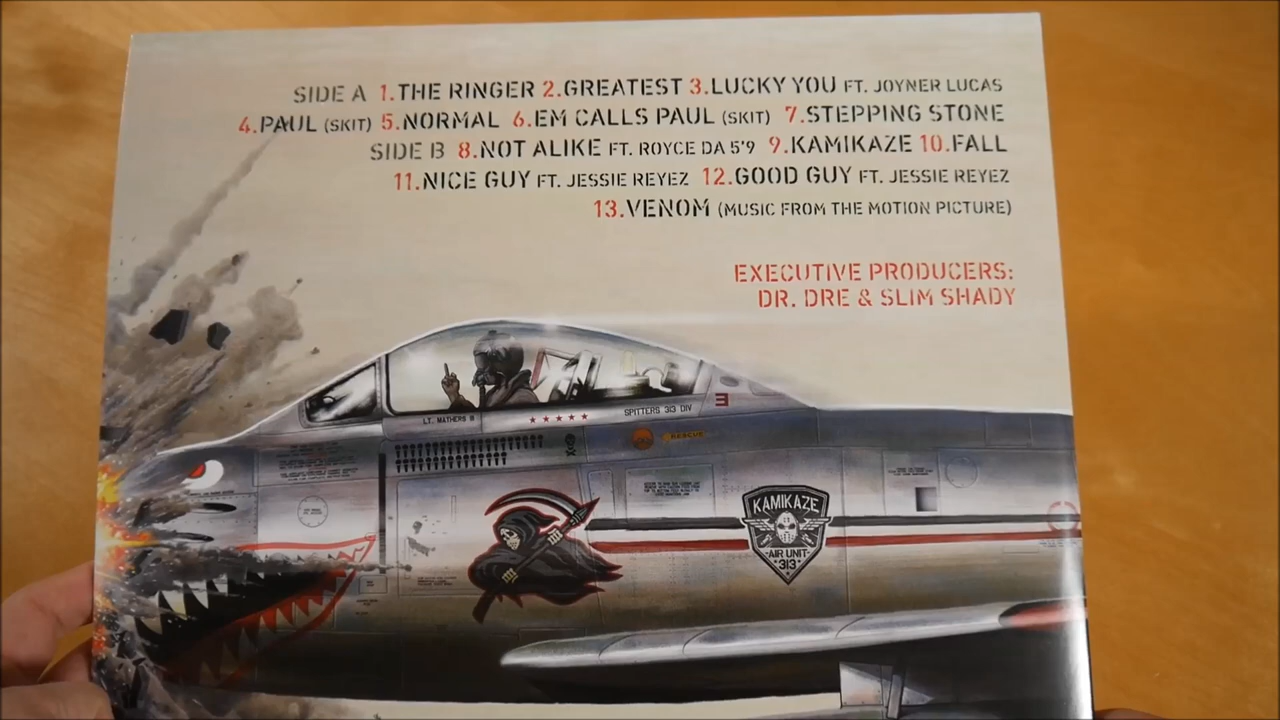 SIDE A 1.THE RINGER 2.GREATEST 3.LUCKY YOU FT. JOYNER LUCAS
4.PAUL (SKIT) 5.NORMAL 6.EM CALLS PAUL (SKIT) 7.STEPPING STONE
SIDE B 8.NOT ALIKE FT. ROYCE DA 5'9 9.KAMIKAZE 10.FALL
11.NICE GUY FT. JESSIE REYEZ 12.GOOD GUY FT. JESSIE REYEZ
13.VENOM (MUSIC FROM THE MOTION PICTURE)
EXECUTIVE PRODUCERS:
DR. DRE & SLIM SHADY
LT. MATHERS III
SPITTERS 313 DIV
RESCUE
KAMIKAZE
AIR UNIT
313